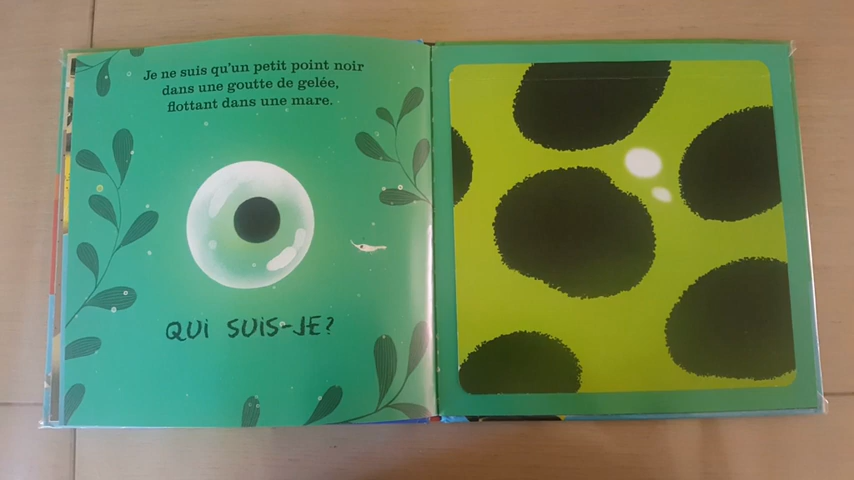 Je ne suis qu'un petit point noir
dans une goutte de gelée,
flottant dans une mare.
QUI SUIS-JE?